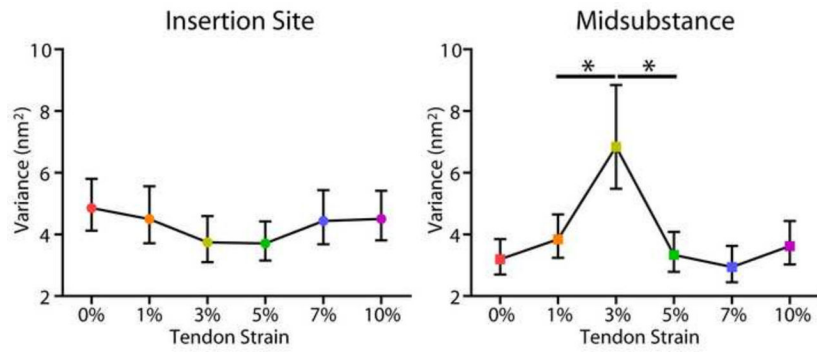 Insertion Site
Variance (nm²)
10
8
6
4
2
0% 1% 3% 5% 7% 10%
Tendon Strain
Midsubstance
Variance (nm²)
10
8
6
4
2
* *
0% 1% 3% 5% 7% 10%
Tendon Strain